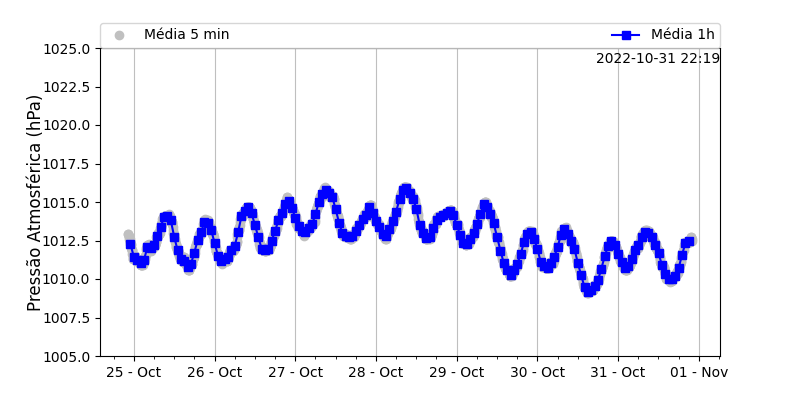 Média 5 min
Média 1h
2022-10-31 22:19
Pressão Atmosférica (hPa)
1025.0
1022.5
1020.0
1017.5
1015.0
1012.5
1010.0
1007.5
1005.0
25 - Oct
26 - Oct
27 - Oct
28 - Oct
29 - Oct
30 - Oct
31 - Oct
01 - Nov